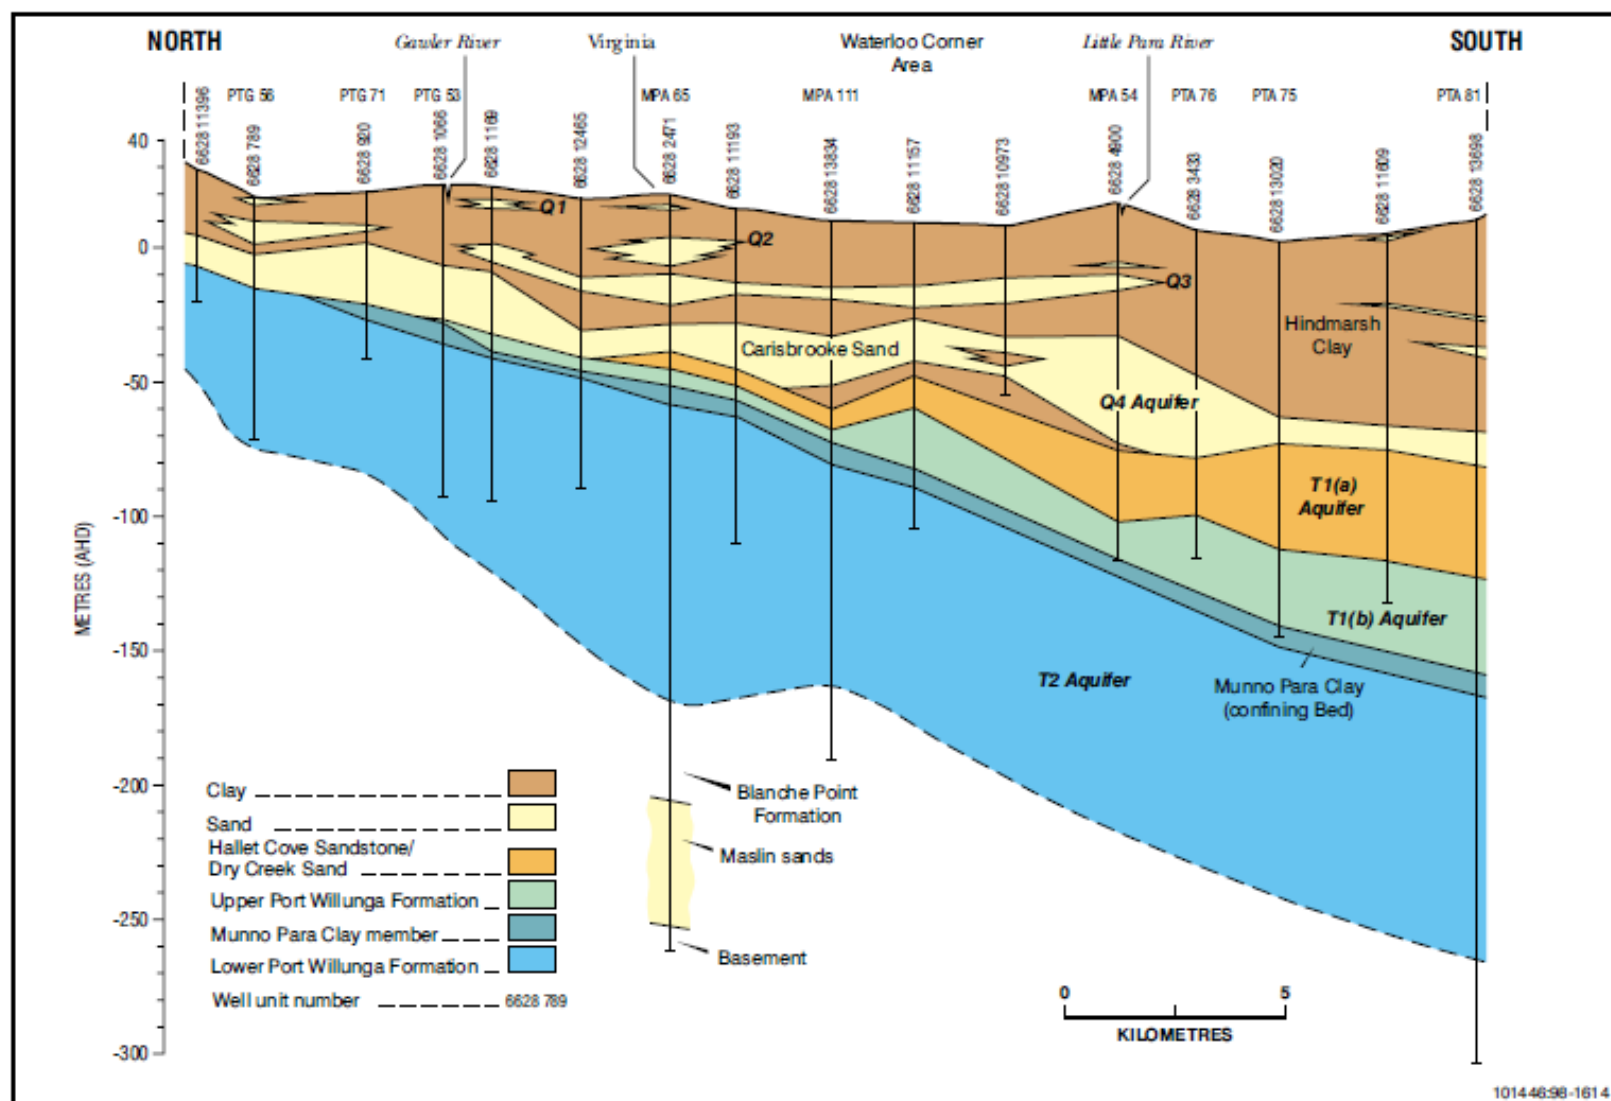 NORTH
Gawler River
Virginia
Waterloo Corner
Area
Little Para River
SOUTH
PTG 56
PTG 71
PTG 53
MPA 65
MPA 111
MPA 54
PTA 76
PTA 75
PTA 81
6628 11396
6628 789
6628 920
6628 1066
6628 1169
6628 12465
6628 2471
6628 11193
6628 13834
6628 11157
6628 10973
6628 4900
6628 3433
6628 13020
6628 11609
6628 13698
40
0
-50
-100
-150
-200
-250
-300
METRES (AHD)
Q1
Q2
Q3
Hindmarsh
Clay
Carisbrooke Sand
Q4 Aquifer
T1(a)
Aquifer
T1(b) Aquifer
T2 Aquifer
Munno Para Clay
(confining Bed)
Blanche Point
Formation
Maslin sands
Basement
Clay
Sand
Hallet Cove Sandstone/
Dry Creek Sand
Upper Port Willunga Formation
Munno Para Clay member
Lower Port Willunga Formation
Well unit number 6628 789
0 5
KILOMETRES
101446:98-1614